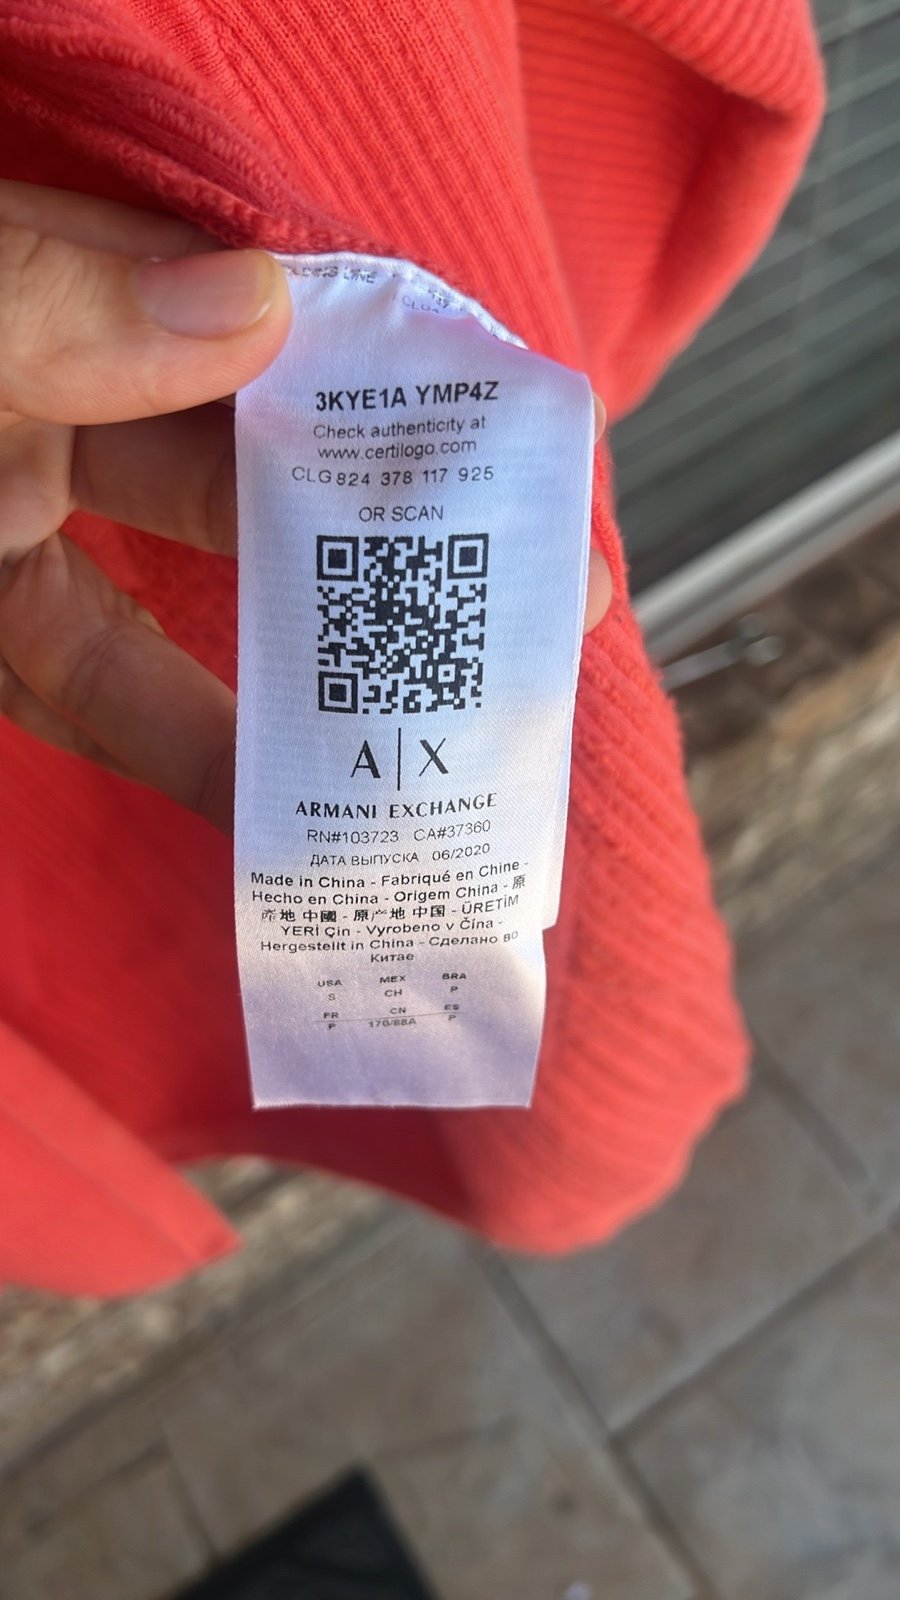 LDING LINE
3KYE1A YMP4Z
Check authenticity at
www.certilogo.com
CLG 824 378 117 925
OR SCAN
A|X
ARMANI EXCHANGE
RN#103723 CA#37360
ДАТА ВЫПУСКА 06/2020
Made in China - Fabriqué en Chine -
Hecho en China - Origem China - 原
產地 中國 - 原产地 中国 - ÜRETİM
YERİ Çin - Vyrobeno v Čína -
Hergestellt in China - Сделано во
Китае
USA MEX BRA
S CH P
FR CN ES
P 170/88A P